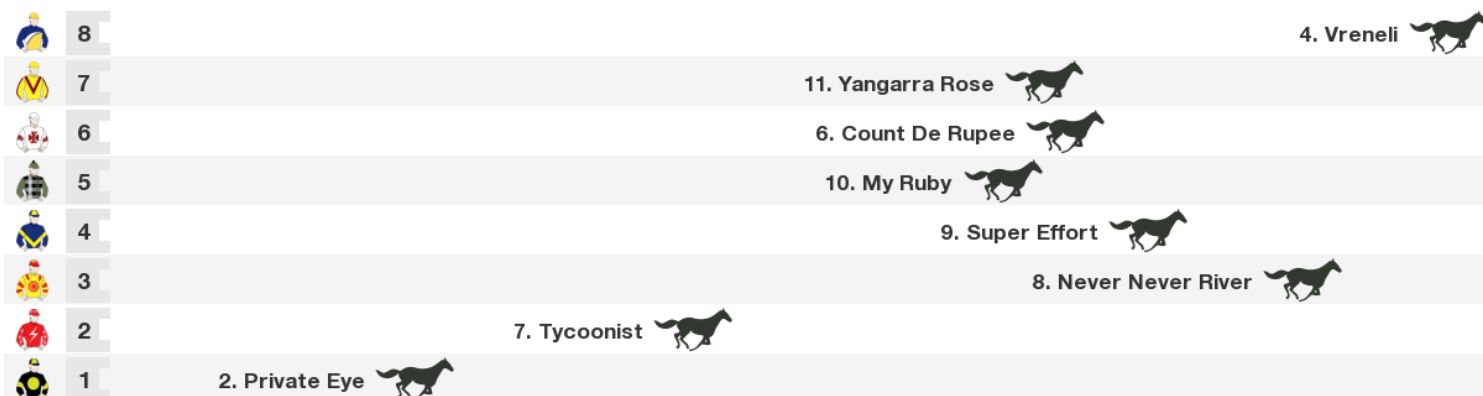 8 4. Vreneli
7 11. Yangarra Rose
6 6. Count De Rupee
5 10. My Ruby
4 9. Super Effort
3 8. Never Never River
2 7. Tycoonist
1 2. Private Eye